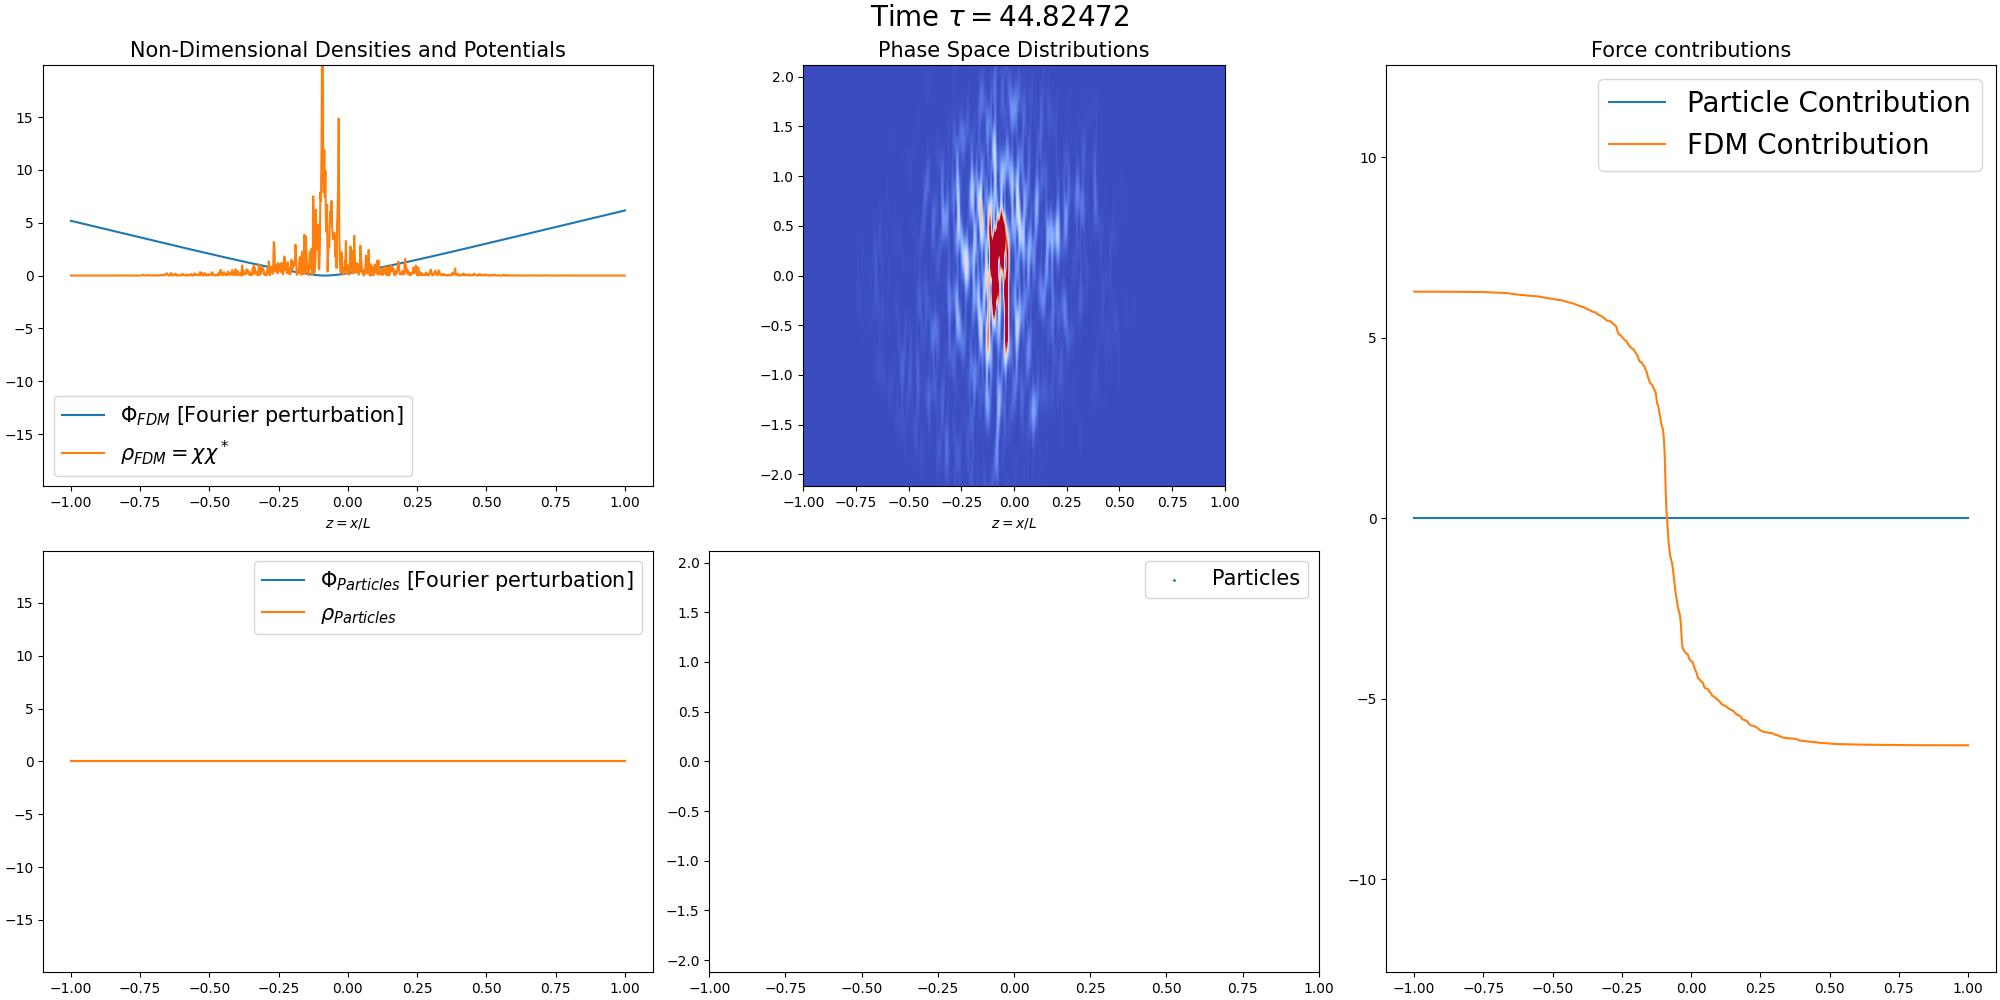 Time τ = 44.82472
Non-Dimensional Densities and Potentials
15
10
5
0
−5
−10
−15
Φ_FDM [Fourier perturbation]
ρ_FDM = χχ*
−1.00 −0.75 −0.50 −0.25 0.00 0.25 0.50 0.75 1.00
z = x/L
Phase Space Distributions
2.0
1.5
1.0
0.5
0.0
−0.5
−1.0
−1.5
−2.0
−1.00 −0.75 −0.50 −0.25 0.00 0.25 0.50 0.75 1.00
z = x/L
Force contributions
Particle Contribution
FDM Contribution
10
5
0
−5
−10
−1.00 −0.75 −0.50 −0.25 0.00 0.25 0.50 0.75 1.00
Φ_Particles [Fourier perturbation]
ρ_Particles
15
10
5
0
−5
−10
−15
−1.00 −0.75 −0.50 −0.25 0.00 0.25 0.50 0.75 1.00
Particles
2.0
1.5
1.0
0.5
0.0
−0.5
−1.0
−1.5
−2.0
−1.00 −0.75 −0.50 −0.25 0.00 0.25 0.50 0.75 1.00